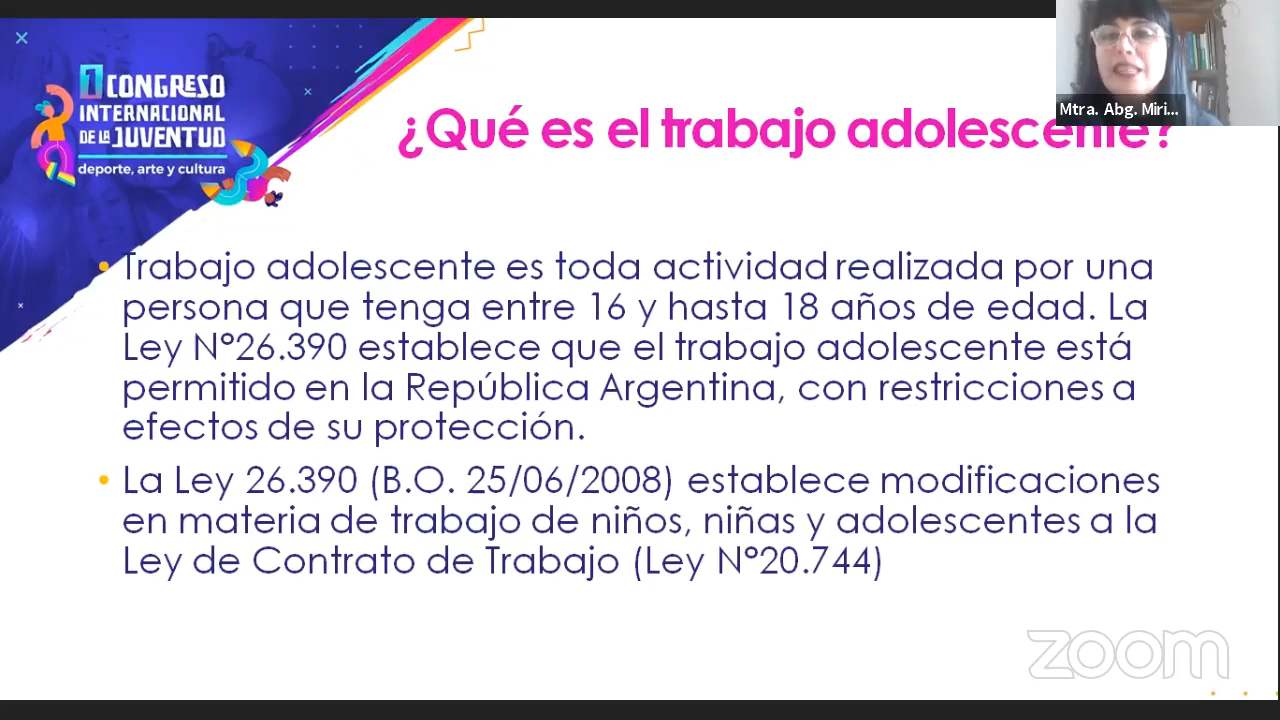 1 CONGRESO
INTERNACIONAL
DE LA JUVENTUD
deporte, arte y cultura
Mtra. Abg. Miri...
¿Qué es el trabajo adolescente?
• Trabajo adolescente es toda actividad realizada por una
persona que tenga entre 16 y hasta 18 años de edad. La
Ley N°26.390 establece que el trabajo adolescente está
permitido en la República Argentina, con restricciones a
efectos de su protección.
• La Ley 26.390 (B.O. 25/06/2008) establece modificaciones
en materia de trabajo de niños, niñas y adolescentes a la
Ley de Contrato de Trabajo (Ley N°20.744)
zoom